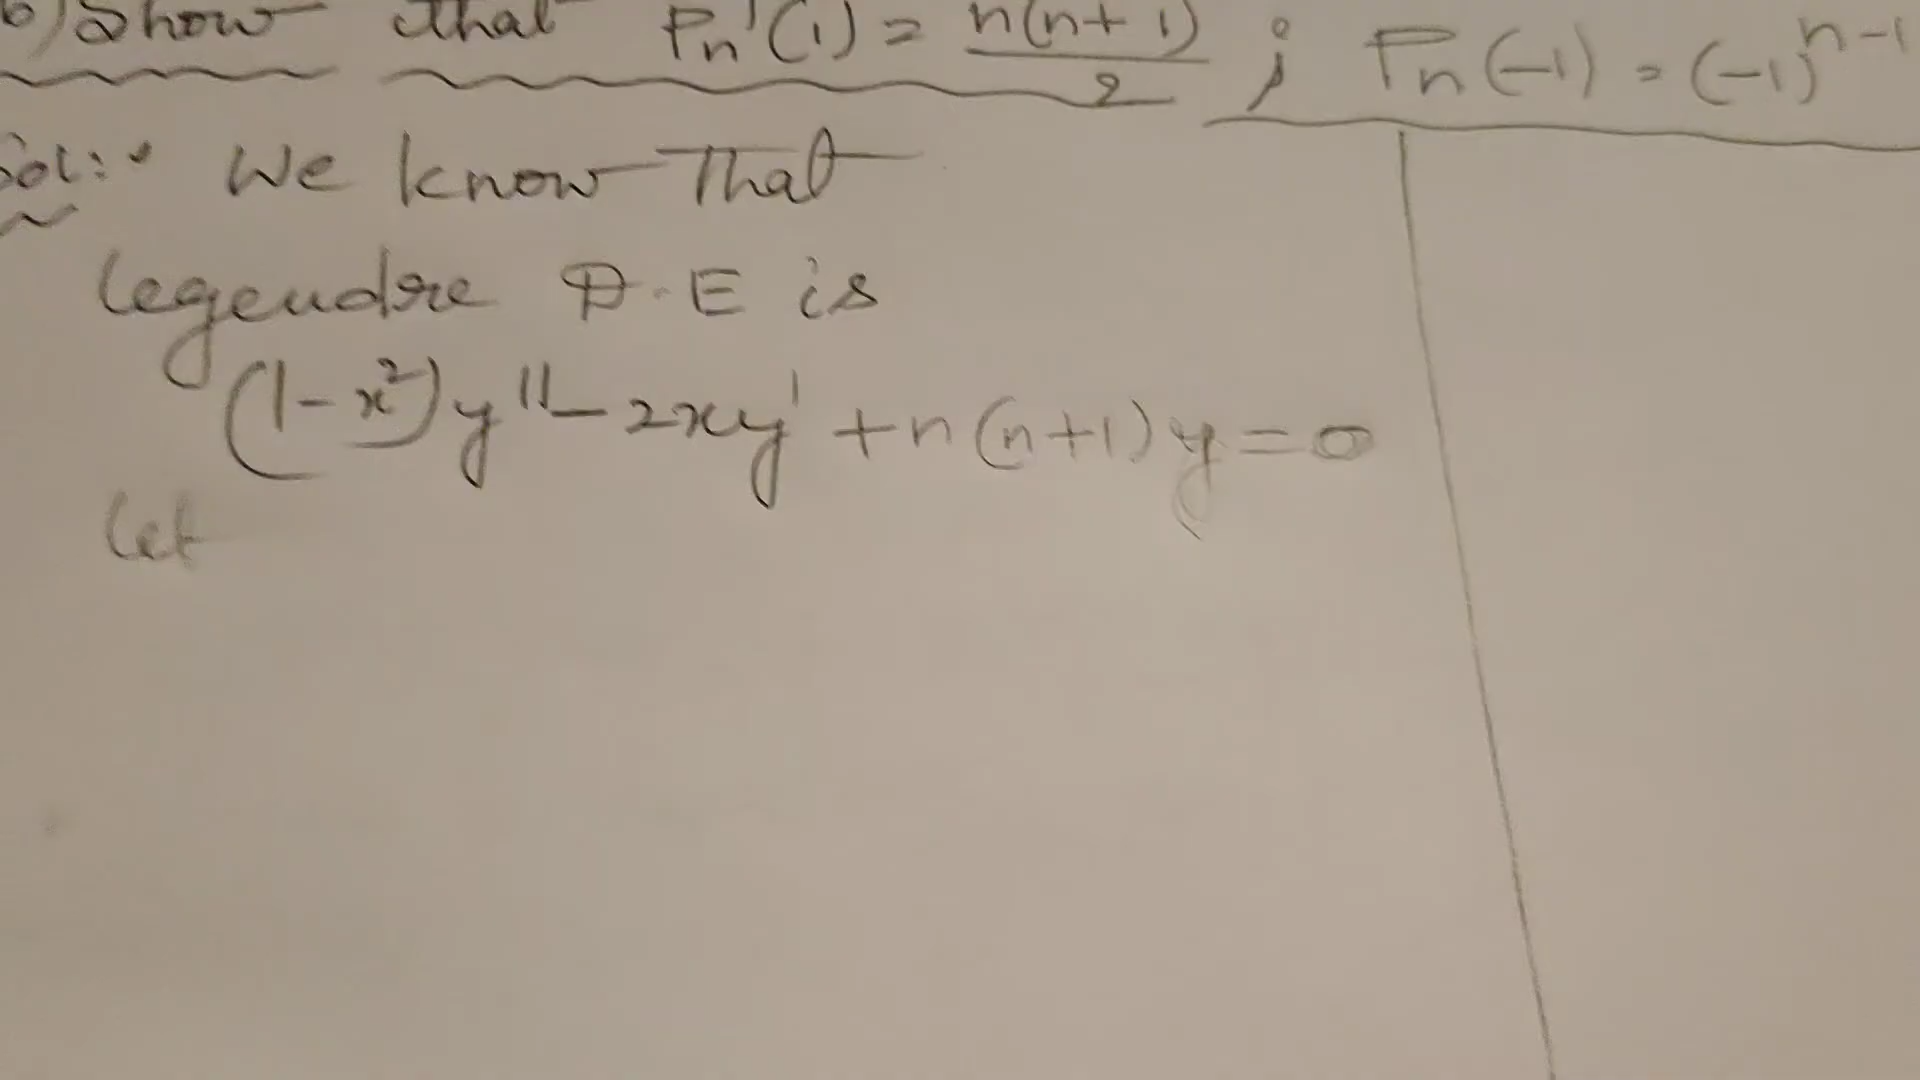 6) Show that Pn'(1) = n(n+1)/2 ; Pn(-1) = (-1)^n-1
Sol: We know That
legendre D.E is
(1-x²)y'' - 2xy' + n(n+1)y = 0
let